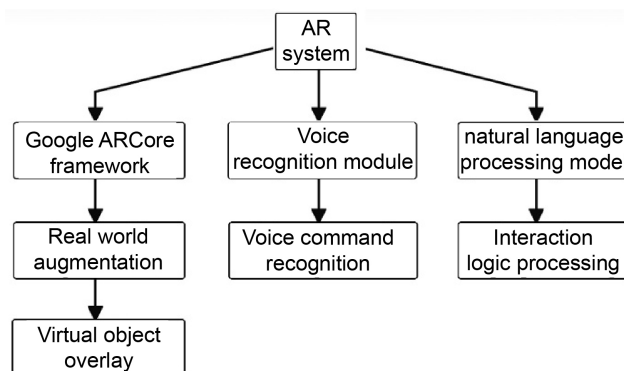 AR
system
Google ARCore
framework
Voice
recognition module
natural language
processing model
Real world
augmentation
Voice command
recognition
Interaction
logic processing
Virtual object
overlay